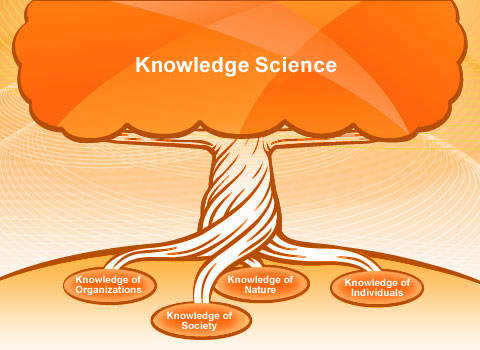 Knowledge Science
Knowledge of
Organizations
Knowledge of
Society
Knowledge of
Nature
Knowledge of
Individuals